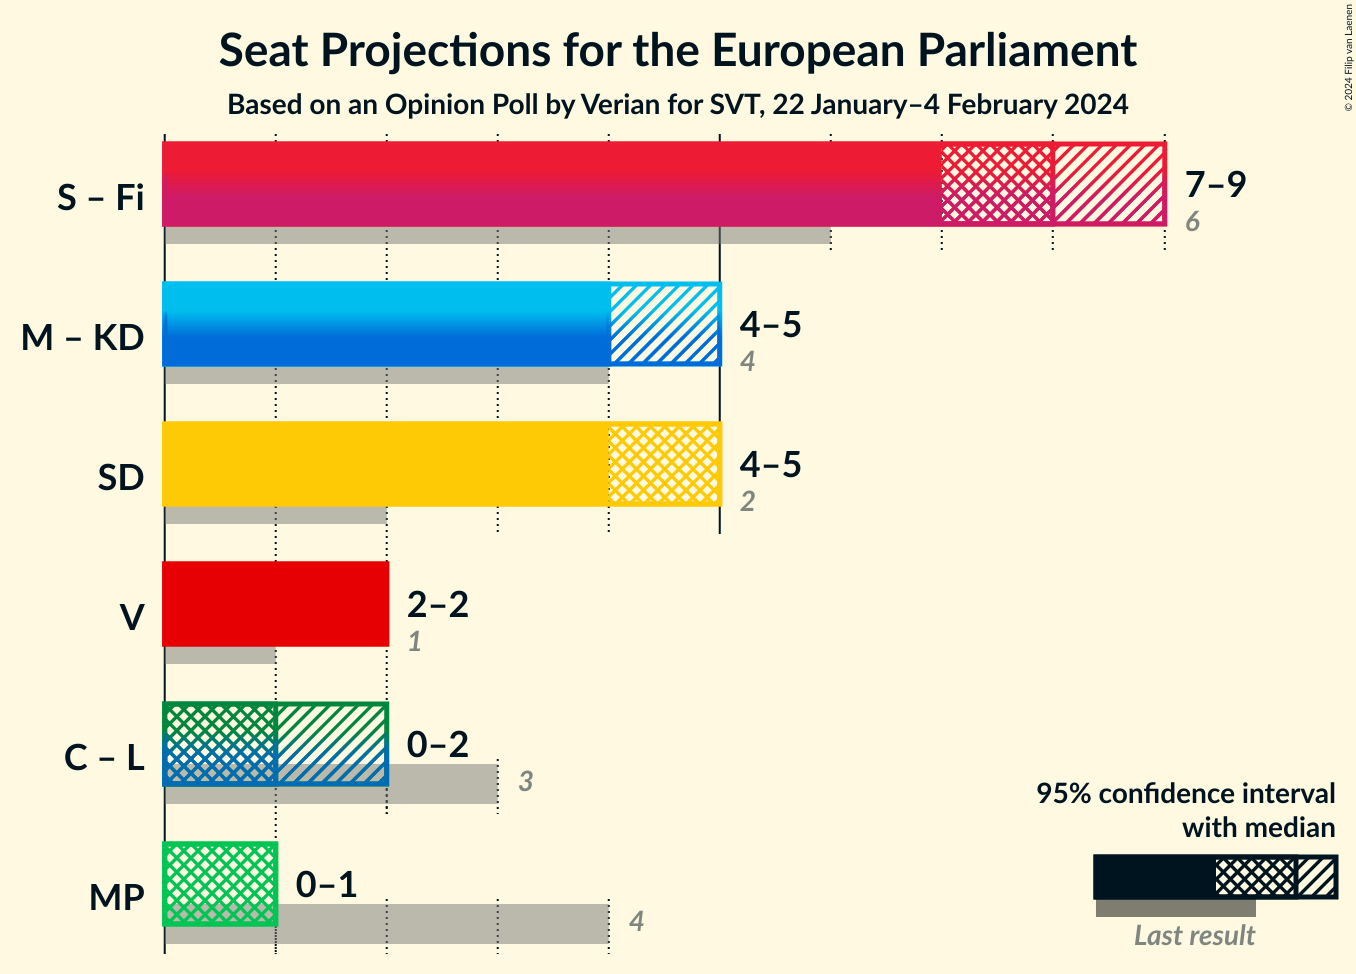 Seat Projections for the European Parliament
Based on an Opinion Poll by Verian for SVT, 22 January–4 February 2024
© 2024 Filip van Laenen
S – Fi
7–9
6
M – KD
4–5
4
SD
4–5
2
V
2–2
1
C – L
0–2
3
MP
0–1
4
95% confidence interval
with median
Last result